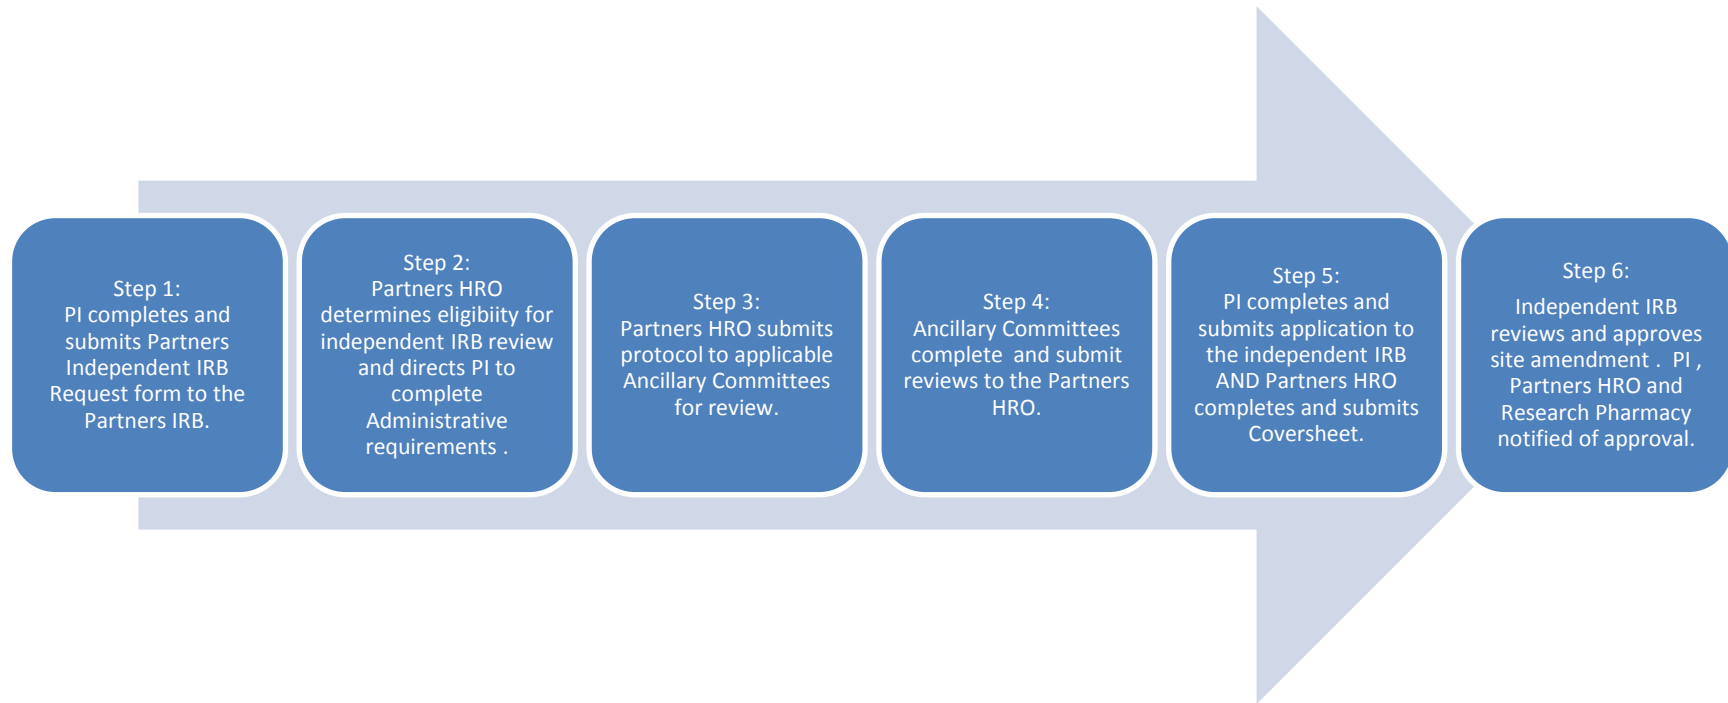 Step 1:
PI completes and
submits Partners
Independent IRB
Request form to the
Partners IRB.
Step 2:
Partners HRO
determines eligibiity for
independent IRB review
and directs PI to
complete
Administrative
requirements .
Step 3:
Partners HRO submits
protocol to applicable
Ancillary Committees
for review.
Step 4:
Ancillary Committees
complete  and submit
reviews to the Partners
HRO.
Step 5:
PI completes and
submits application to
the independent IRB
AND Partners HRO
completes and submits
Coversheet.
Step 6:
Independent IRB
reviews and approves
site amendment .  PI ,
Partners HRO and
Research Pharmacy
notified of approval.